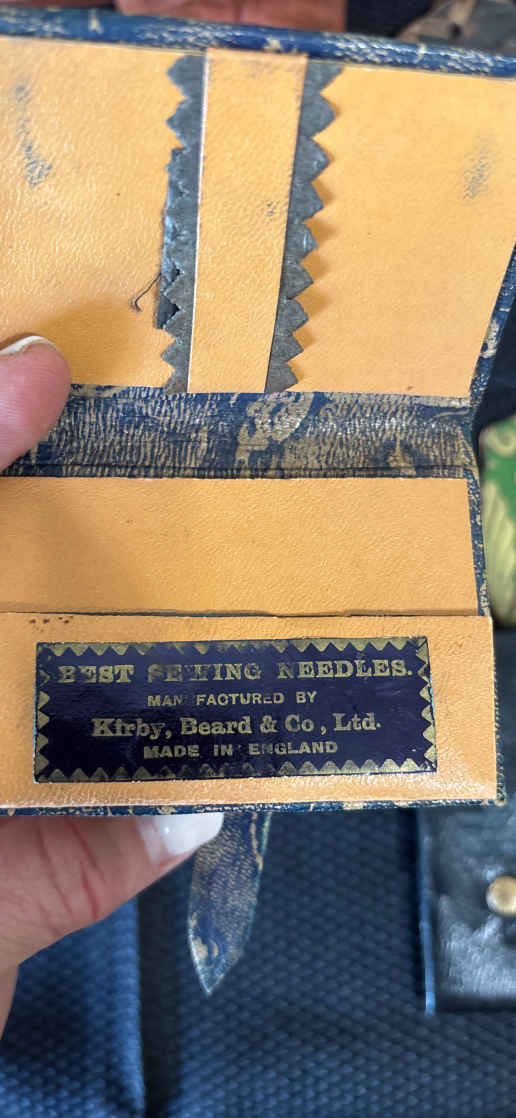 BEST SEWING NEEDLES.
MANUFACTURED BY
Kirby, Beard & Co, Ltd.
MADE IN ENGLAND